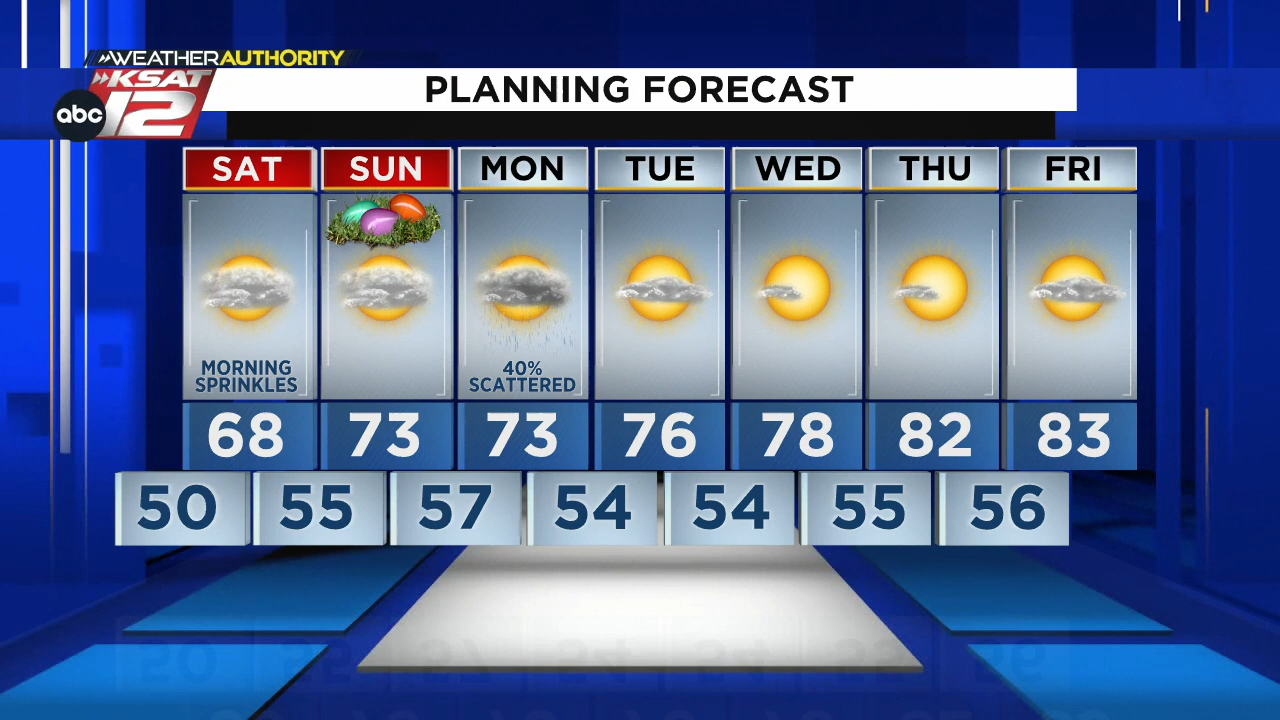 WEATHERAUTHORITY
KSAT
abc 12
PLANNING FORECAST
SAT SUN MON TUE WED THU FRI
MORNING
SPRINKLES
40%
SCATTERED
68 73 73 76 78 82 83
50 55 57 54 54 55 56